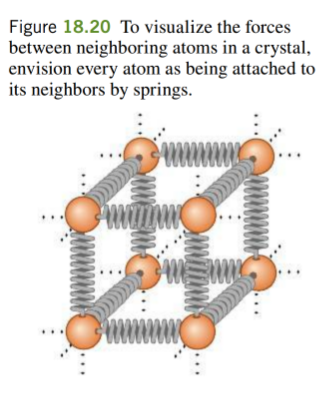 Figure 18.20 To visualize the forces
between neighboring atoms in a crystal,
envision every atom as being attached to
its neighbors by springs.